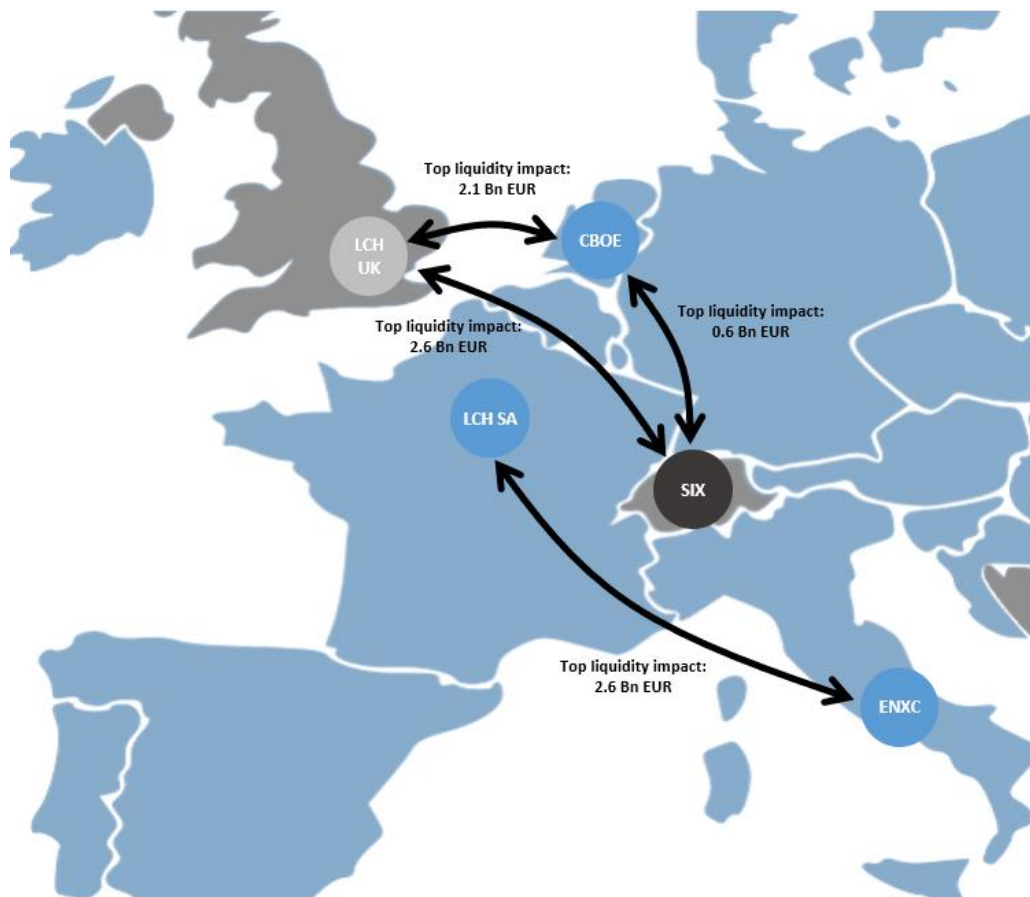 Top liquidity impact:
2.1 Bn EUR
LCH
UK
CBOE
Top liquidity impact:
2.6 Bn EUR
Top liquidity impact:
0.6 Bn EUR
LCH SA
SIX
Top liquidity impact:
2.6 Bn EUR
ENXC